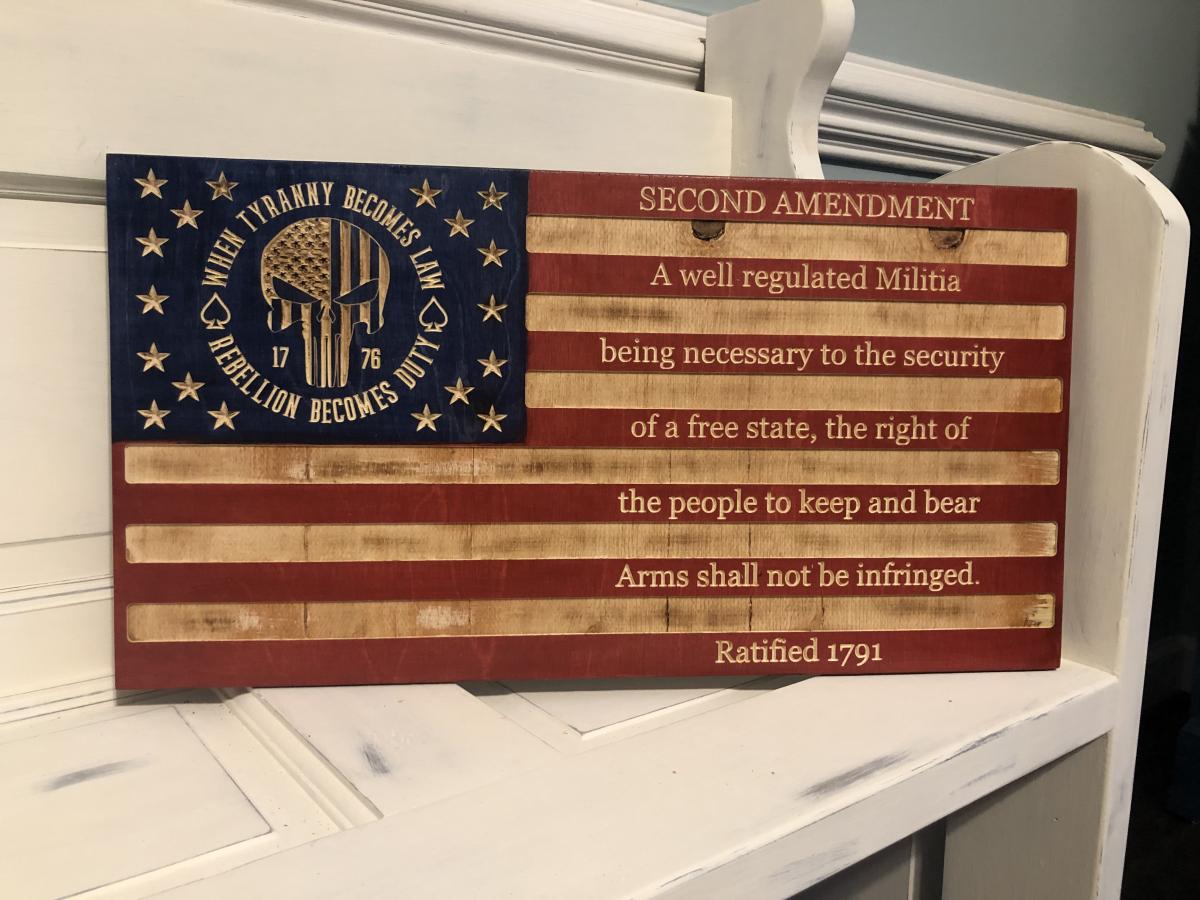 WHEN TYRANNY BECOMES LAW
17 76
REBELLION BECOMES DUTY
SECOND AMENDMENT
A well regulated Militia
being necessary to the security
of a free state, the right of
the people to keep and bear
Arms shall not be infringed.
Ratified 1791